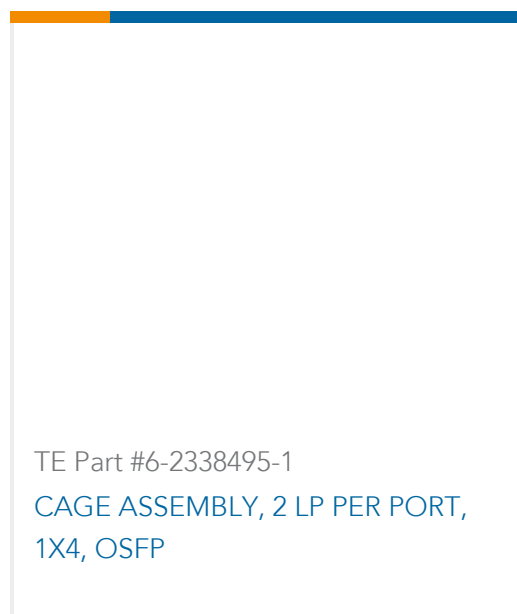 TE Part #6-2338495-1
CAGE ASSEMBLY, 2 LP PER PORT,
1X4, OSFP